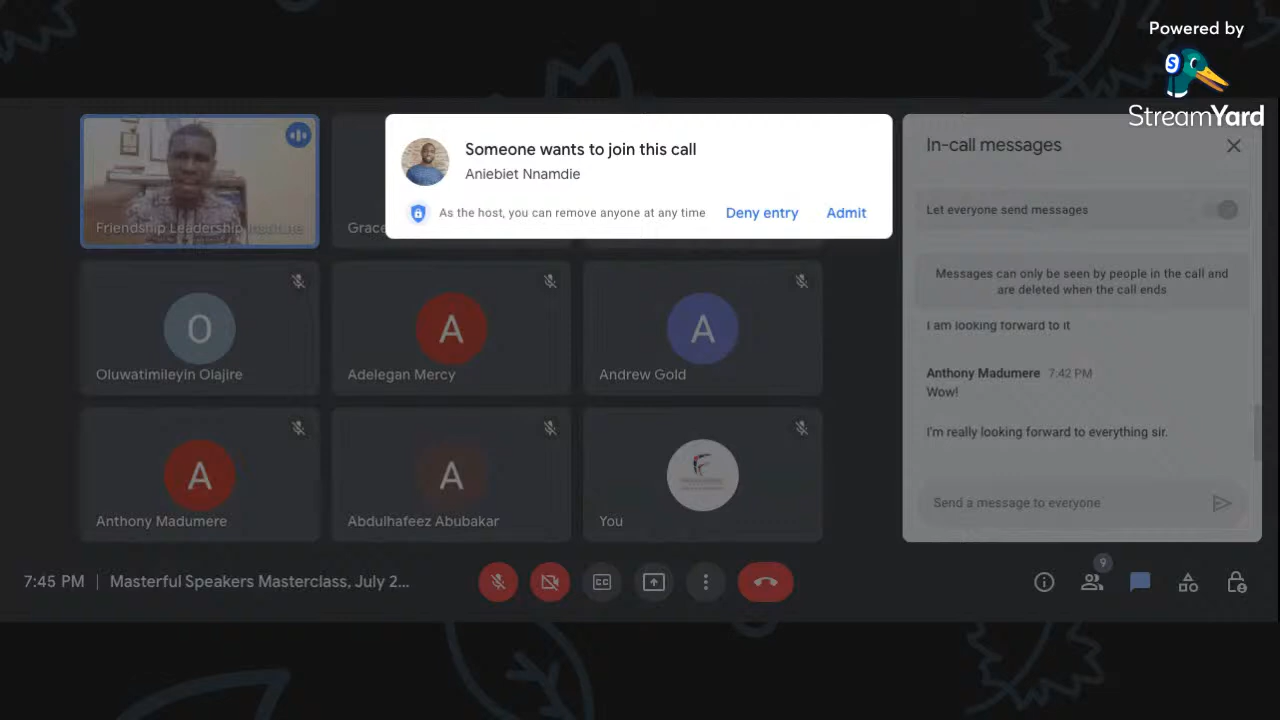 Powered by
S
StreamYard
Someone wants to join this call
Aniebiet Nnamdie
As the host, you can remove anyone at any time
Deny entry
Admit
Friendship Leadership Institute
Grace
O
Oluwatimileyin Olajire
A
Adelegan Mercy
A
Andrew Gold
A
Anthony Madumere
A
Abdulhafeez Abubakar
F
You
In-call messages
Let everyone send messages
Messages can only be seen by people in the call and
are deleted when the call ends
I am looking forward to it
Anthony Madumere 7:42 PM
Wow!
I'm really looking forward to everything sir.
Send a message to everyone
7:45 PM | Masterful Speakers Masterclass, July 2...
CC
9